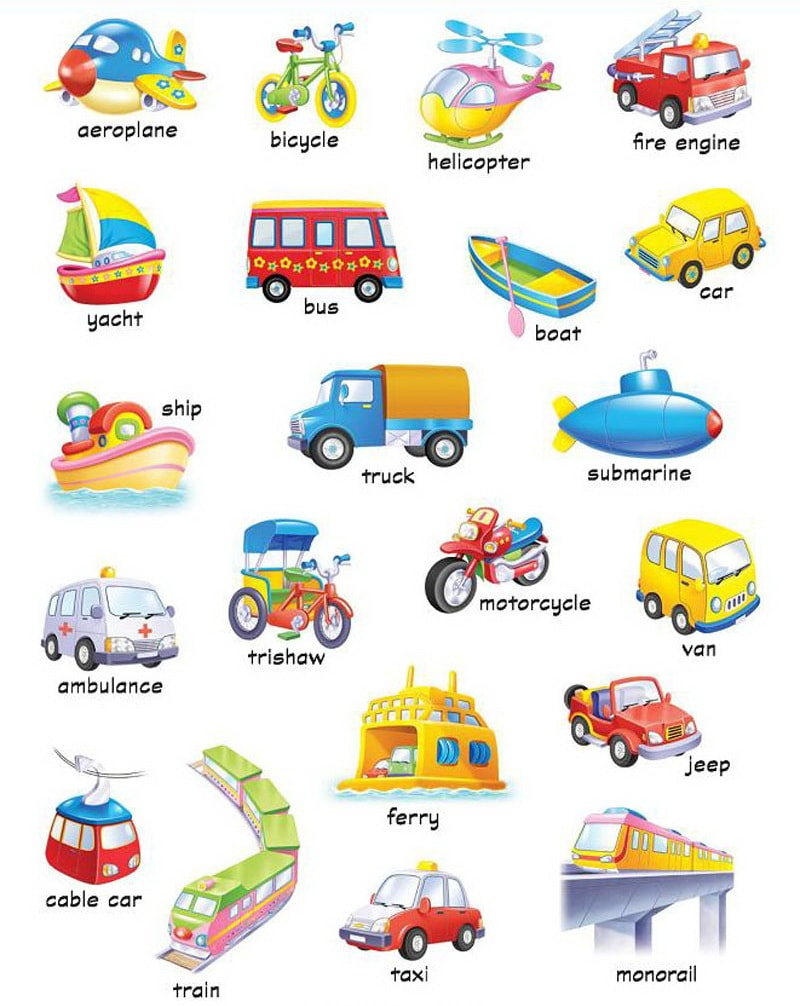 aeroplane
bicycle
helicopter
fire engine
yacht
bus
boat
car
ship
truck
submarine
ambulance
trishaw
motorcycle
van
cable car
train
ferry
jeep
taxi
monorail